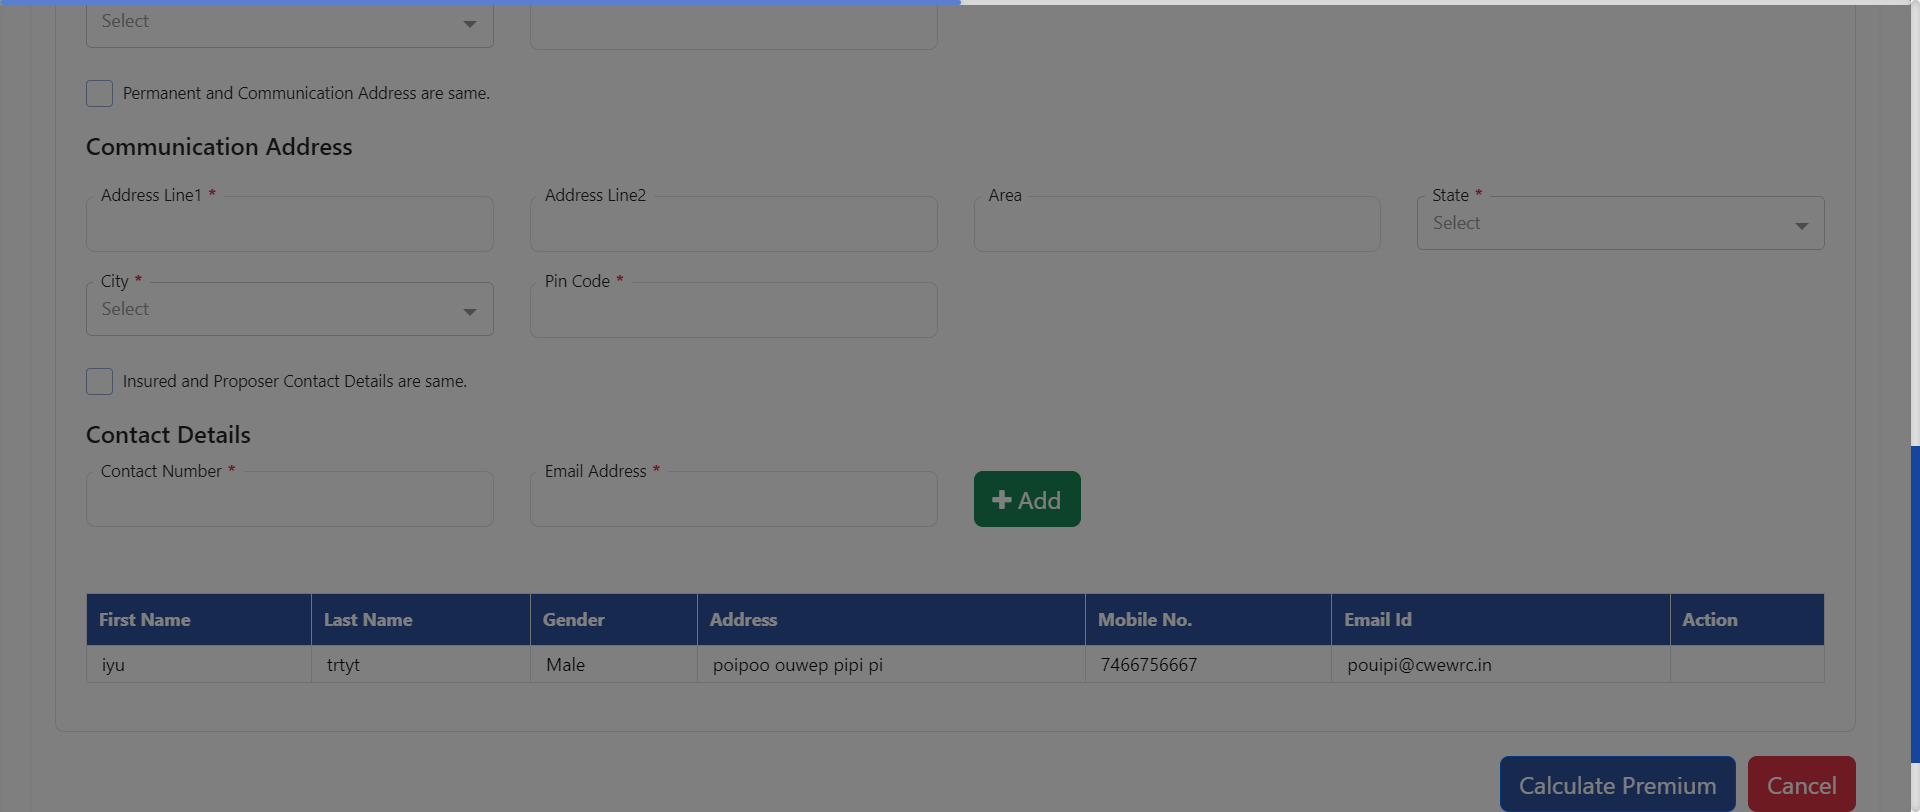 Select
Permanent and Communication Address are same.
Communication Address
Address Line1 * Address Line2 Area State *
Select
City * Pin Code *
Select
Insured and Proposer Contact Details are same.
Contact Details
Contact Number * Email Address *
Add
First Name Last Name Gender Address Mobile No. Email Id Action
iyu trtyt Male poipoo ouwep pipi pi 7466756667 pouipi@cwewrc.in
Calculate Premium Cancel